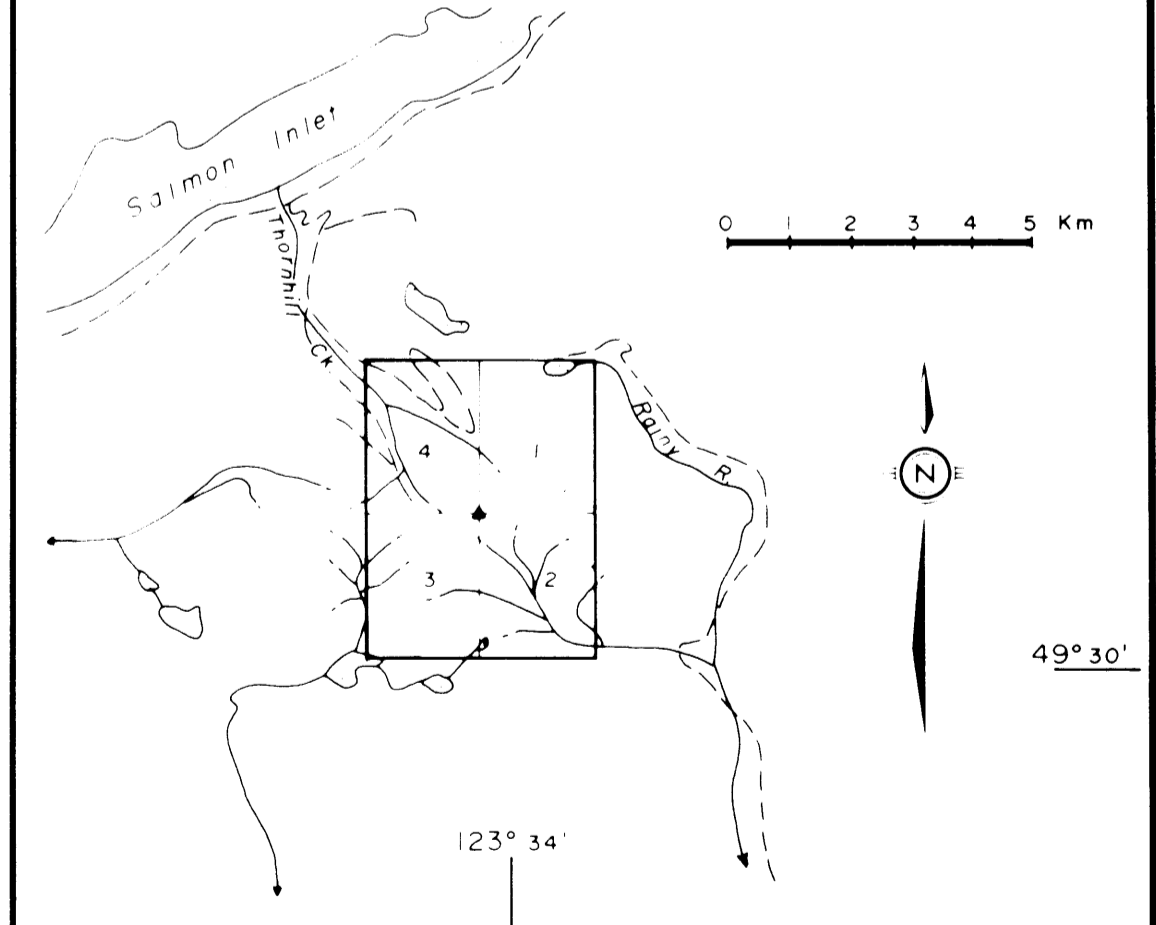 Salmon Inlet
0 1 2 3 4 5 Km
Thornhill
Ck.
Rainy R.
4
1
N
3
2
49° 30'
123° 34'